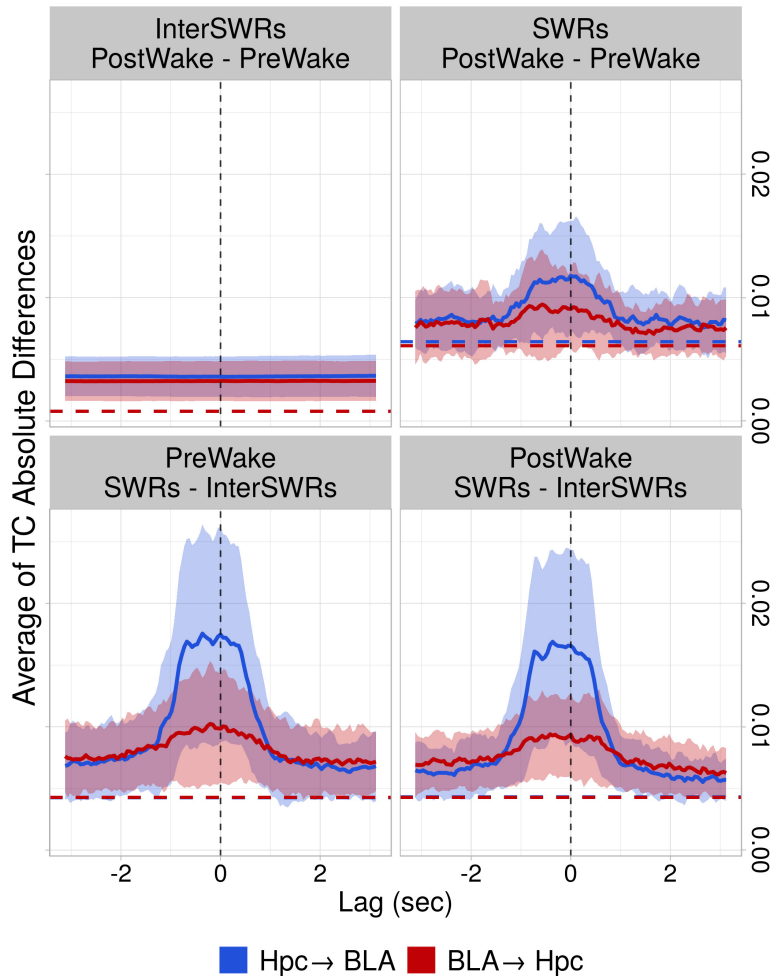 InterSWRs
PostWake - PreWake
SWRs
PostWake - PreWake
Average of TC Absolute Differences
0.02
0.01
0.00
PreWake
SWRs - InterSWRs
PostWake
SWRs - InterSWRs
0.02
0.01
0.00
-2 0 2
-2 0 2
Lag (sec)
Hpc→ BLA BLA→ Hpc